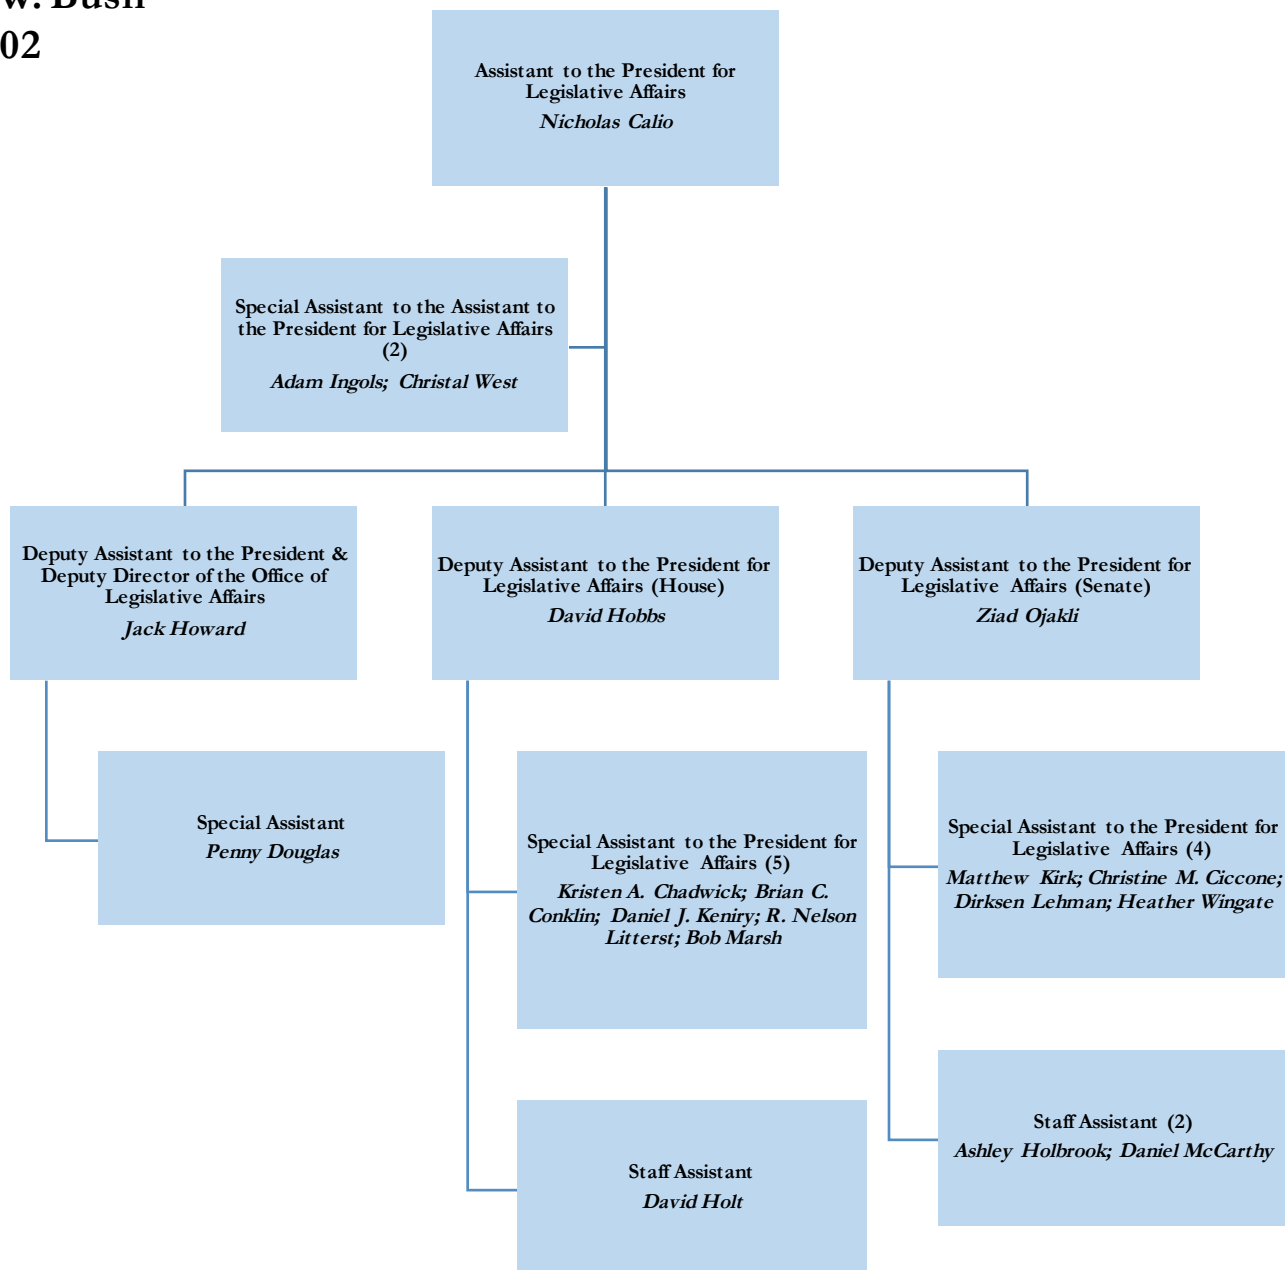 W. Bush
02
Assistant to the President for
Legislative Affairs
Nicholas Calio
Special Assistant to the Assistant to
the President for Legislative Affairs
(2)
Adam Ingols; Christal West
Deputy Assistant to the President &
Deputy Director of the Office of
Legislative Affairs
Jack Howard
Deputy Assistant to the President for
Legislative Affairs (House)
David Hobbs
Deputy Assistant to the President for
Legislative Affairs (Senate)
Ziad Ojakli
Special Assistant
Penny Douglas
Special Assistant to the President for
Legislative Affairs (5)
Kristen A. Chadwick; Brian C.
Conklin; Daniel J. Keniry; R. Nelson
Litterst; Bob Marsh
Special Assistant to the President for
Legislative Affairs (4)
Matthew Kirk; Christine M. Ciccone;
Dirksen Lehman; Heather Wingate
Staff Assistant
David Holt
Staff Assistant (2)
Ashley Holbrook; Daniel McCarthy